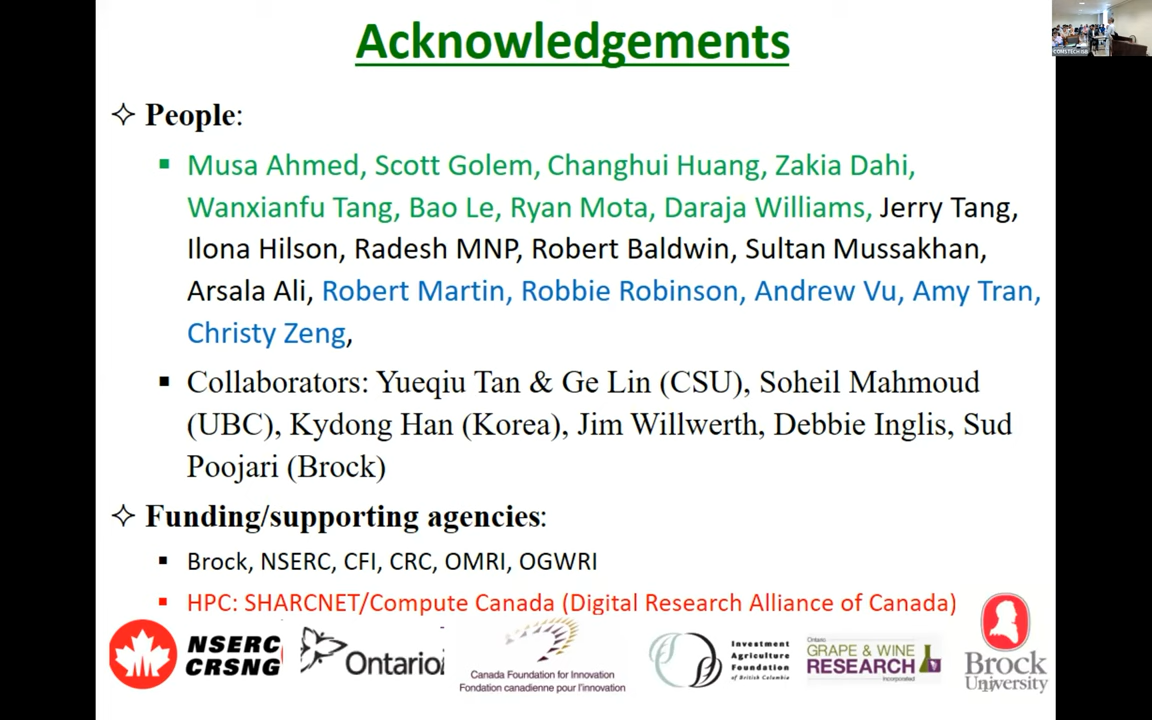 Acknowledgements
People:
Musa Ahmed, Scott Golem, Changhui Huang, Zakia Dahi,
Wanxianfu Tang, Bao Le, Ryan Mota, Daraja Williams, Jerry Tang,
Ilona Hilson, Radesh MNP, Robert Baldwin, Sultan Mussakhan,
Arsala Ali, Robert Martin, Robbie Robinson, Andrew Vu, Amy Tran,
Christy Zeng,
Collaborators: Yueqiu Tan & Ge Lin (CSU), Soheil Mahmoud
(UBC), Kydong Han (Korea), Jim Willwerth, Debbie Inglis, Sud
Poojari (Brock)
Funding/supporting agencies:
Brock, NSERC, CFI, CRC, OMRI, OGWRI
HPC: SHARCNET/Compute Canada (Digital Research Alliance of Canada)
NSERC
CRSNG
Ontario
Canada Foundation for Innovation
Fondation canadienne pour l'innovation
Investment
Agriculture
Foundation
of British Columbia
Ontario
GRAPE & WINE
RESEARCH
Incorporated
Brock
University
COMSTECH ISB